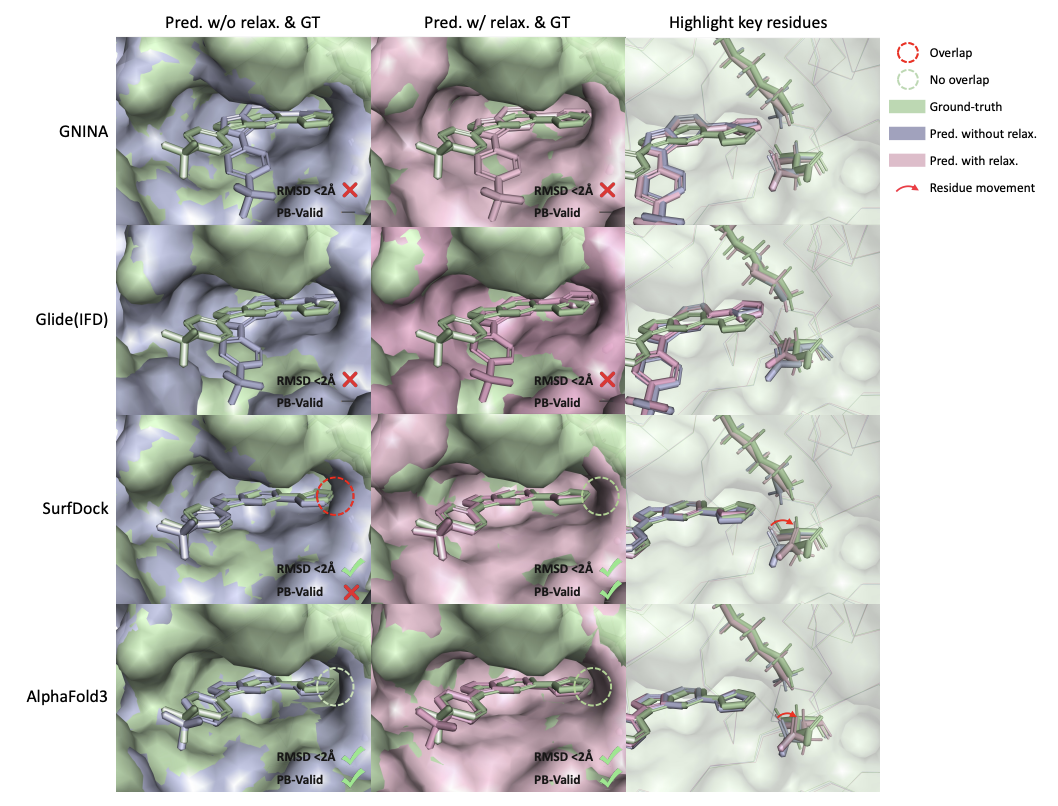 Pred. w/o relax. & GT
Pred. w/ relax. & GT
Highlight key residues
Overlap
No overlap
Ground-truth
Pred. without relax.
Pred. with relax.
Residue movement
GNINA
RMSD <2Å
PB-Valid —
RMSD <2Å
PB-Valid —
Glide(IFD)
RMSD <2Å
PB-Valid —
RMSD <2Å
PB-Valid —
SurfDock
RMSD <2Å
PB-Valid
RMSD <2Å
PB-Valid
AlphaFold3
RMSD <2Å
PB-Valid
RMSD <2Å
PB-Valid